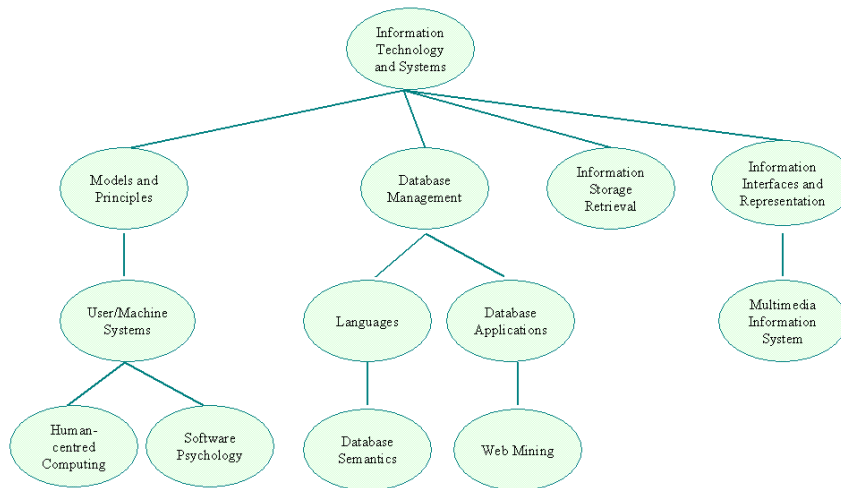 Information
Technology
and Systems
Models and
Principles
Database
Management
Information
Storage
Retrieval
Information
Interfaces and
Representation
User/Machine
Systems
Languages
Database
Applications
Multimedia
Information
System
Human-
centred
Computing
Software
Psychology
Database
Semantics
Web Mining